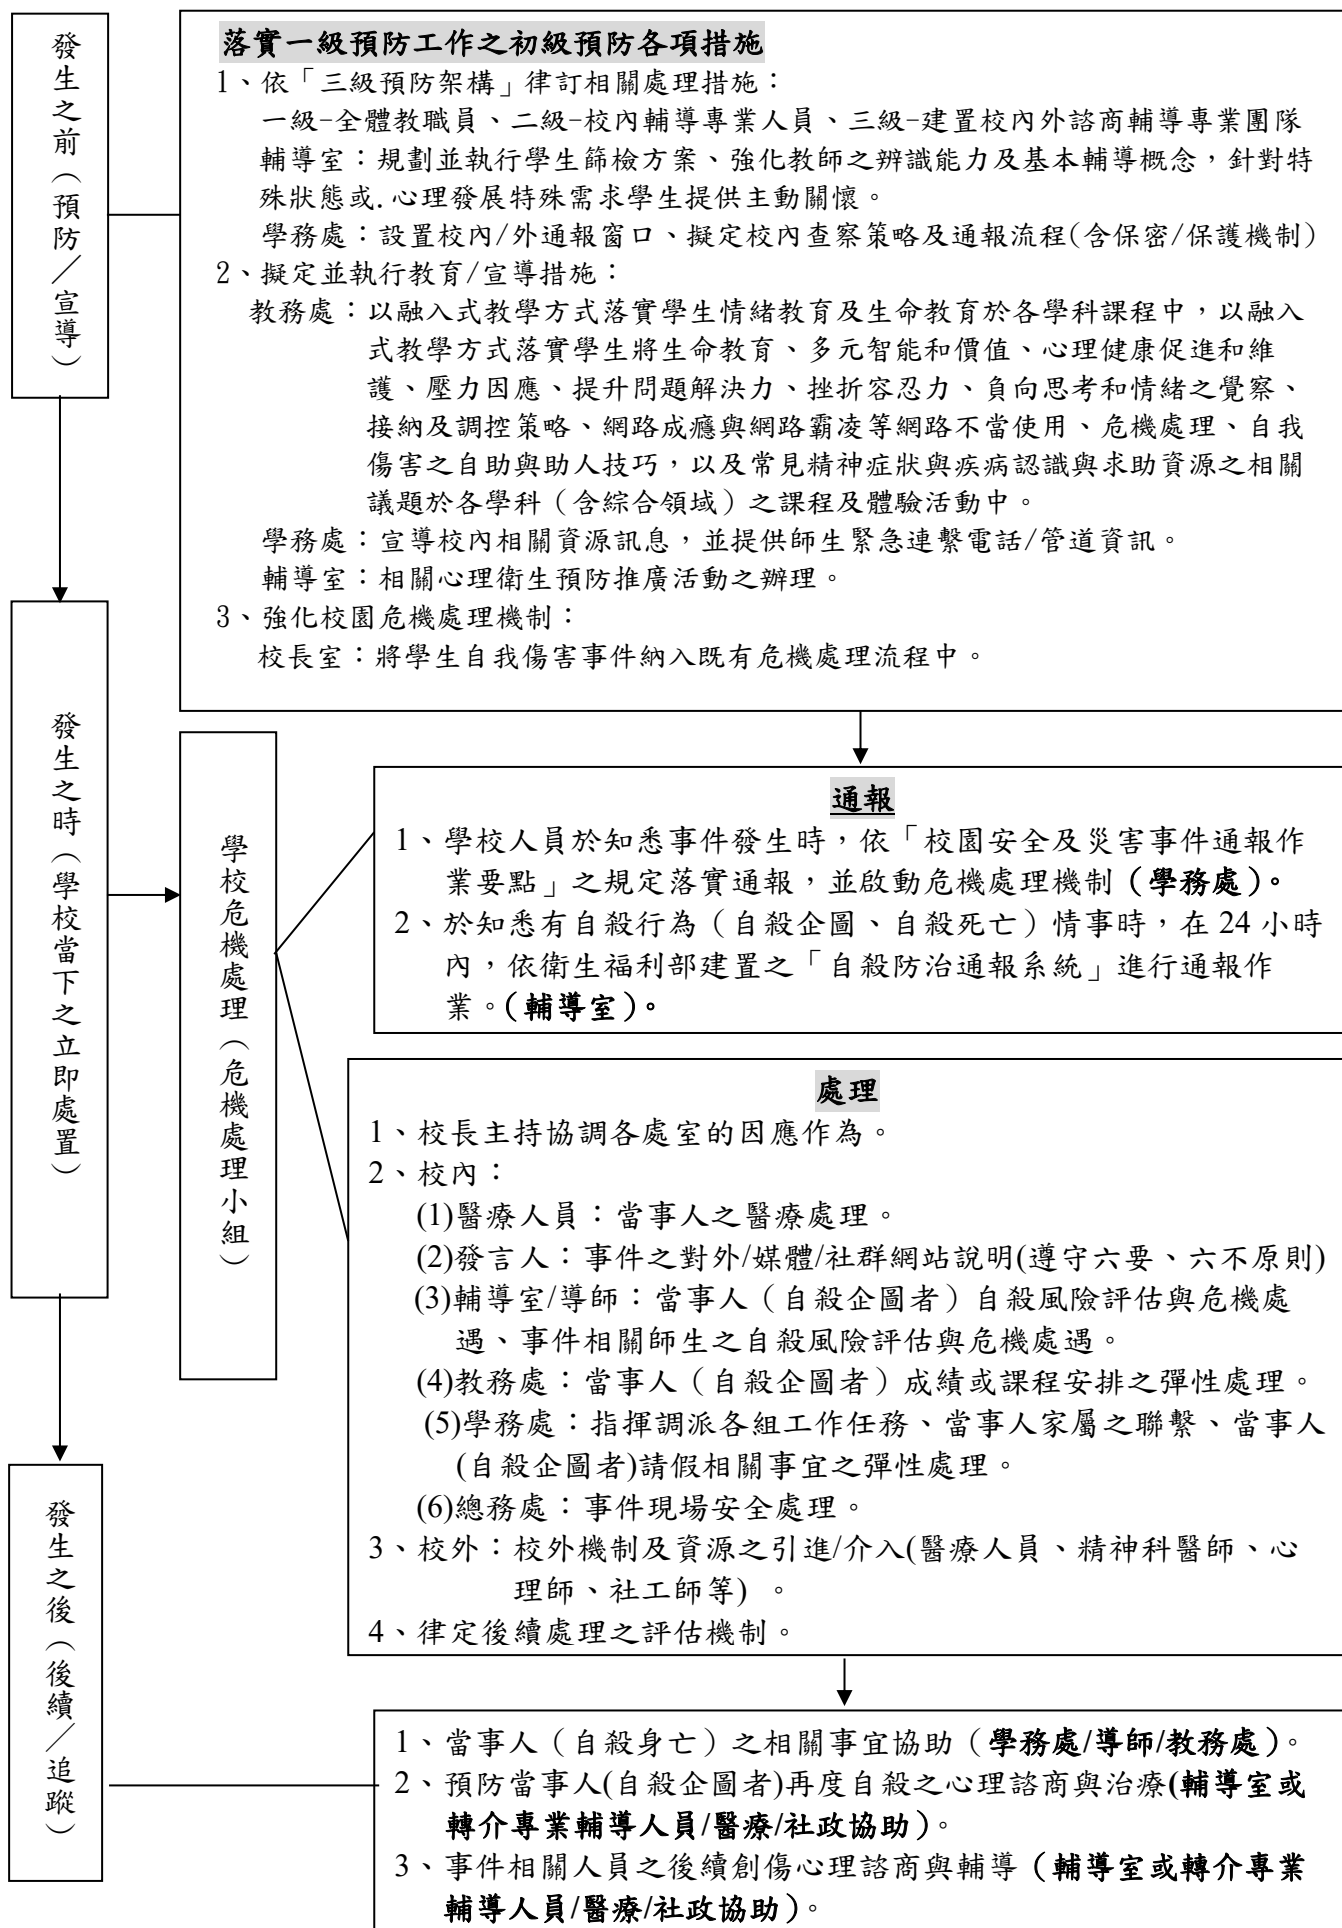 發生之前（預防／宣導）
落實一級預防工作之初級預防各項措施
1、依「三級預防架構」律訂相關處理措施：
一級-全體教職員、二級-校內輔導專業人員、三級-建置校內外諮商輔導專業團隊
輔導室：規劃並執行學生篩檢方案、強化教師之辨識能力及基本輔導概念，針對特
殊狀態或.心理發展特殊需求學生提供主動關懷。
學務處：設置校內/外通報窗口、擬定校內查察策略及通報流程(含保密/保護機制)
2、擬定並執行教育/宣導措施：
教務處：以融入式教學方式落實學生情緒教育及生命教育於各學科課程中，以融入
式教學方式落實學生將生命教育、多元智能和價值、心理健康促進和維
護、壓力因應、提升問題解決力、挫折容忍力、負向思考和情緒之覺察、
接納及調控策略、網路成癮與網路霸凌等網路不當使用、危機處理、自我
傷害之自助與助人技巧，以及常見精神症狀與疾病認識與求助資源之相關
議題於各學科（含綜合領域）之課程及體驗活動中。
學務處：宣導校內相關資源訊息，並提供師生緊急連繫電話/管道資訊。
輔導室：相關心理衛生預防推廣活動之辦理。
3、強化校園危機處理機制：
校長室：將學生自我傷害事件納入既有危機處理流程中。
發生之時（學校當下之立即處置）
學校危機處理（危機處理小組）
通報
1、學校人員於知悉事件發生時，依「校園安全及災害事件通報作
業要點」之規定落實通報，並啟動危機處理機制（學務處）。
2、於知悉有自殺行為（自殺企圖、自殺死亡）情事時，在 24 小時
內，依衛生福利部建置之「自殺防治通報系統」進行通報作
業。（輔導室）。
處理
1、校長主持協調各處室的因應作為。
2、校內：
(1)醫療人員：當事人之醫療處理。
(2)發言人：事件之對外/媒體/社群網站說明(遵守六要、六不原則)
(3)輔導室/導師：當事人（自殺企圖者）自殺風險評估與危機處
遇、事件相關師生之自殺風險評估與危機處遇。
(4)教務處：當事人（自殺企圖者）成績或課程安排之彈性處理。
(5)學務處：指揮調派各組工作任務、當事人家屬之聯繫、當事人
(自殺企圖者)請假相關事宜之彈性處理。
(6)總務處：事件現場安全處理。
3、校外：校外機制及資源之引進/介入(醫療人員、精神科醫師、心
理師、社工師等) 。
4、律定後續處理之評估機制。
發生之後（後續／追蹤）
1、當事人（自殺身亡）之相關事宜協助（學務處/導師/教務處）。
2、預防當事人(自殺企圖者)再度自殺之心理諮商與治療(輔導室或
轉介專業輔導人員/醫療/社政協助）。
3、事件相關人員之後續創傷心理諮商與輔導（輔導室或轉介專業
輔導人員/醫療/社政協助）。